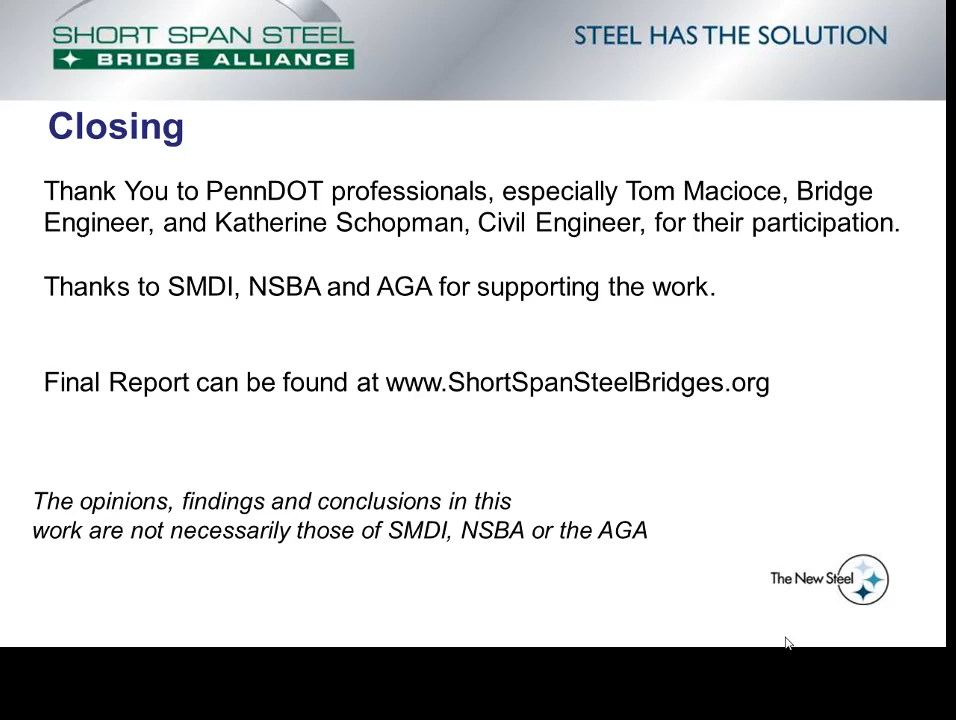 SHORT SPAN STEEL
BRIDGE ALLIANCE
STEEL HAS THE SOLUTION
Closing
Thank You to PennDOT professionals, especially Tom Macioce, Bridge
Engineer, and Katherine Schopman, Civil Engineer, for their participation.
Thanks to SMDI, NSBA and AGA for supporting the work.
Final Report can be found at www.ShortSpanSteelBridges.org
The opinions, findings and conclusions in this
work are not necessarily those of SMDI, NSBA or the AGA
The New Steel